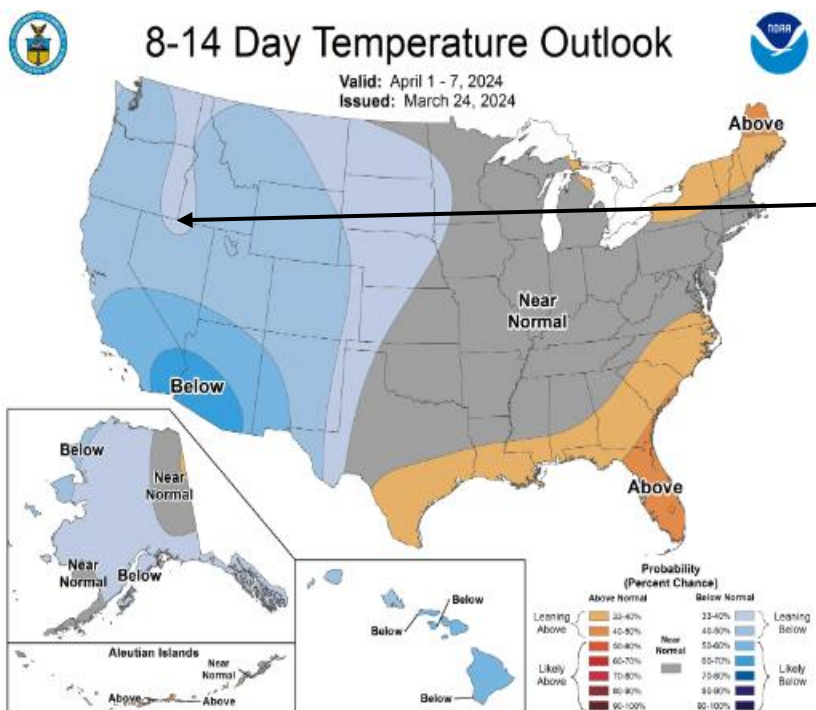 8-14 Day Temperature Outlook
NOAA
Valid: April 1 - 7, 2024
Issued: March 24, 2024
Above
Near
Normal
Below
Above
Below
Near
Normal
Near
Normal
Below
Aleutian Islands
Near
Normal
Above
Above
Below
Below
Below
Probability
(Percent Chance)
Above Normal
Below Normal
Leaning
Above
33-40%
40-50%
Likely
Above
50-60%
60-70%
70-80%
80-90%
90-100%
Near
Normal
33-40%
40-50%
Leaning
Below
50-60%
60-70%
70-80%
80-90%
90-100%
Likely
Below